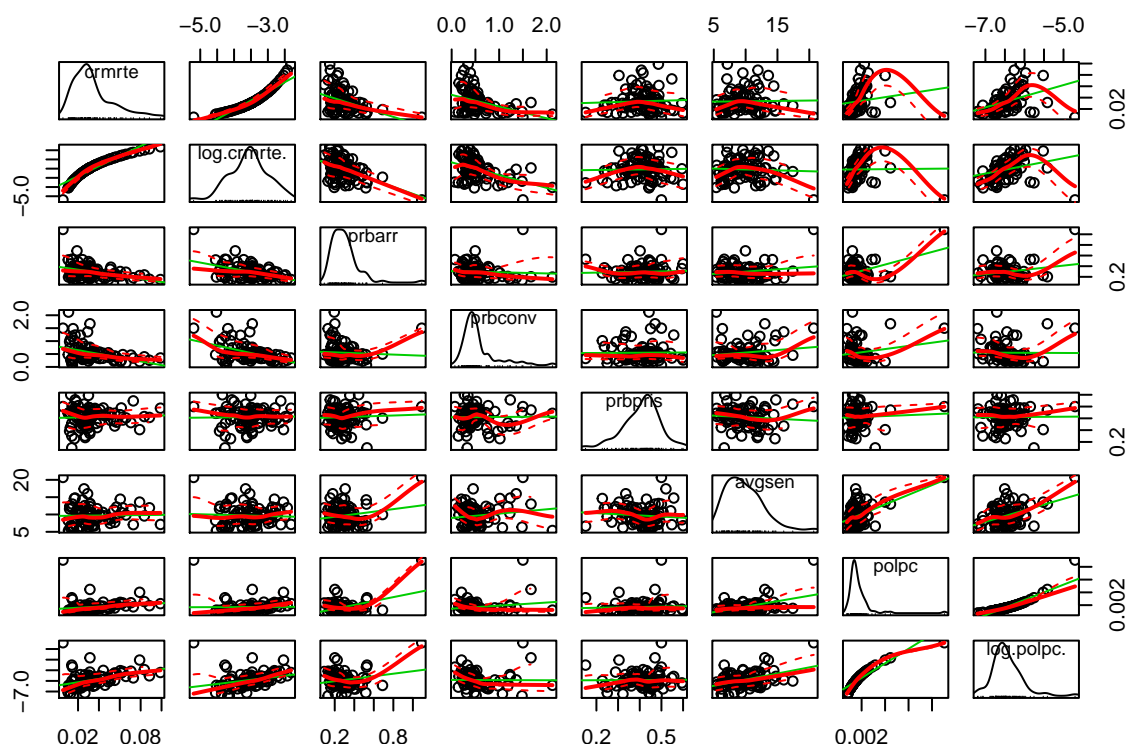 −5.0 −3.0 0.0 1.0 2.0 5 15 −7.0 −5.0
crmrte 0.02
−5.0 log.crmrte.
prbarr 0.2
0.0 2.0 prbconv
prbpris 0.2
5 20 avgsen
polpc 0.002
−7.0 log.polpc.
0.02 0.08 0.2 0.8 0.2 0.5 0.002